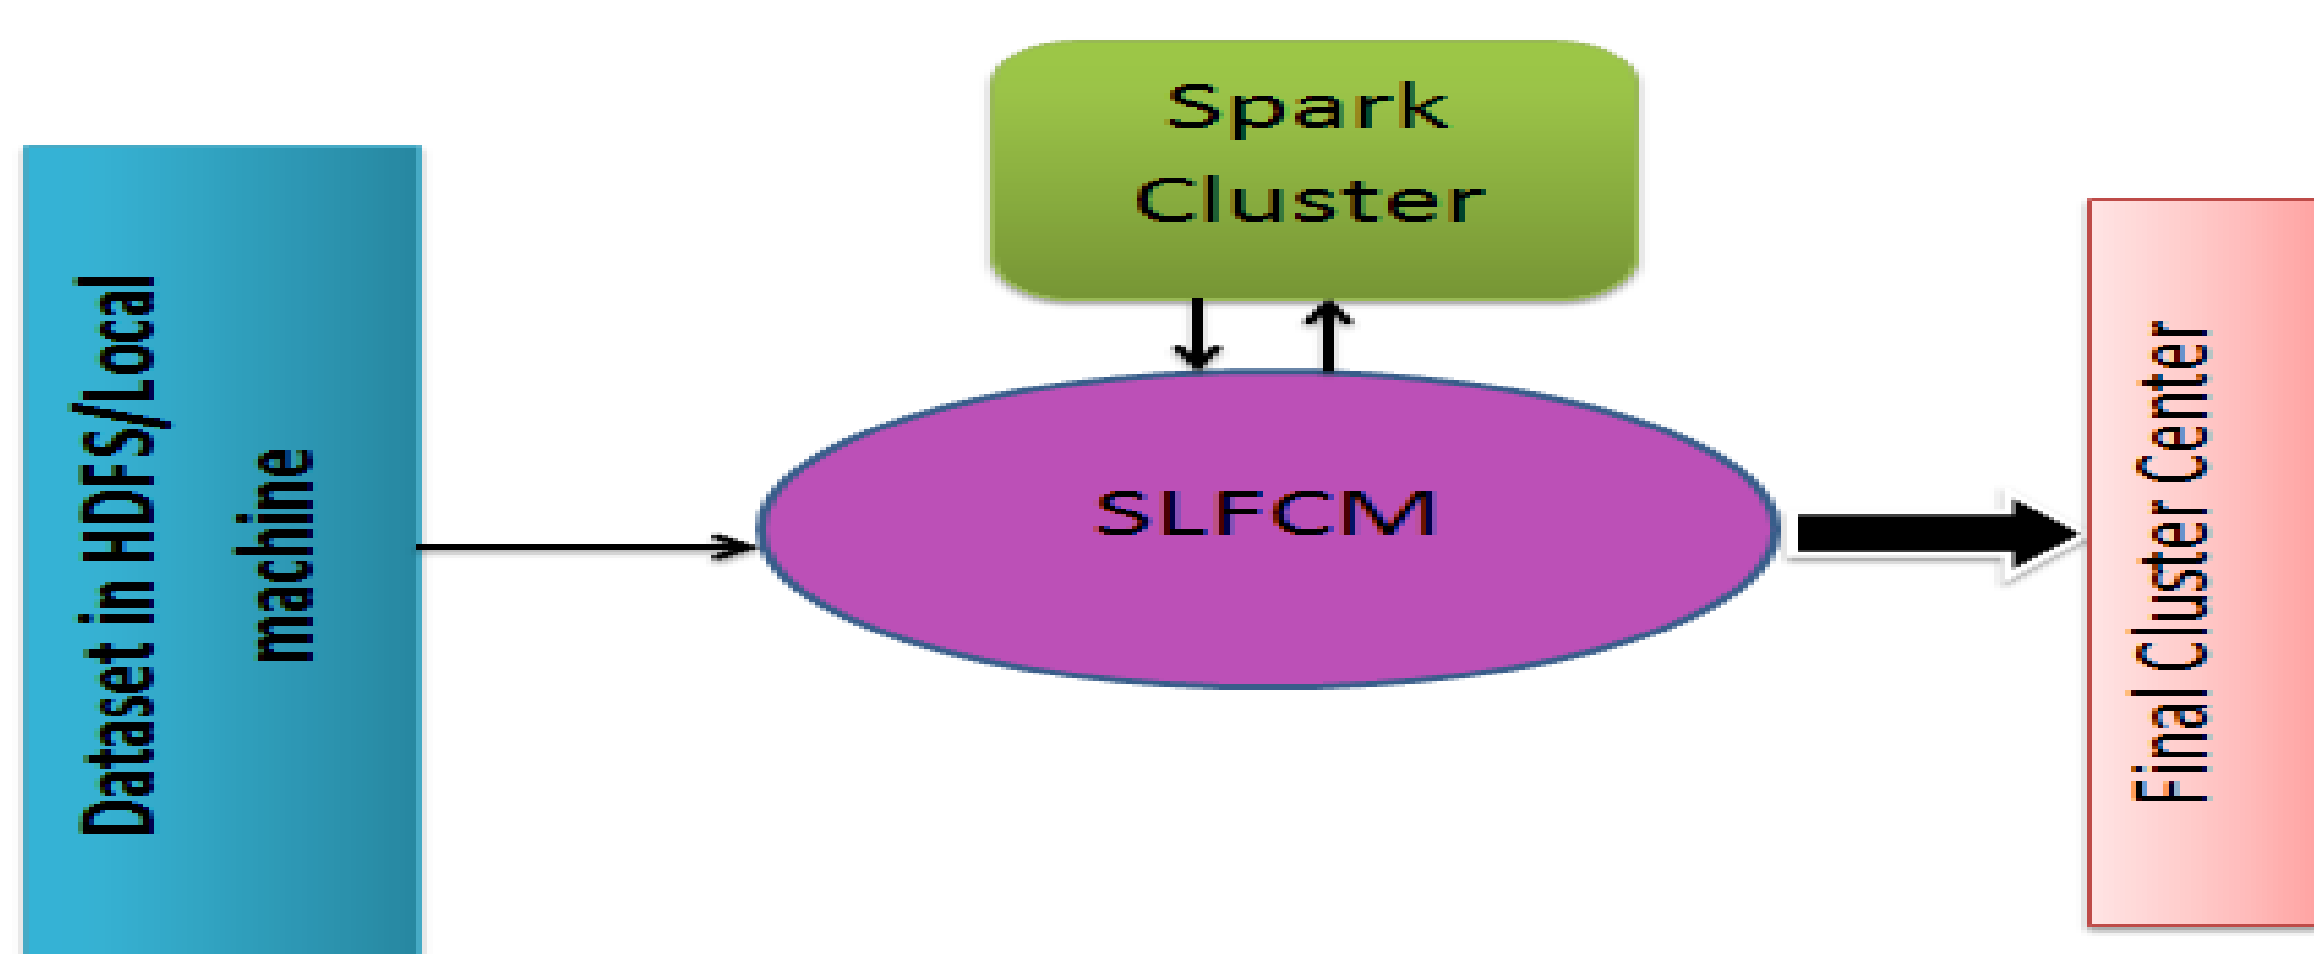 Dataset in HDFS/Local
machine
Spark
Cluster
SLFCM
Final Cluster Center